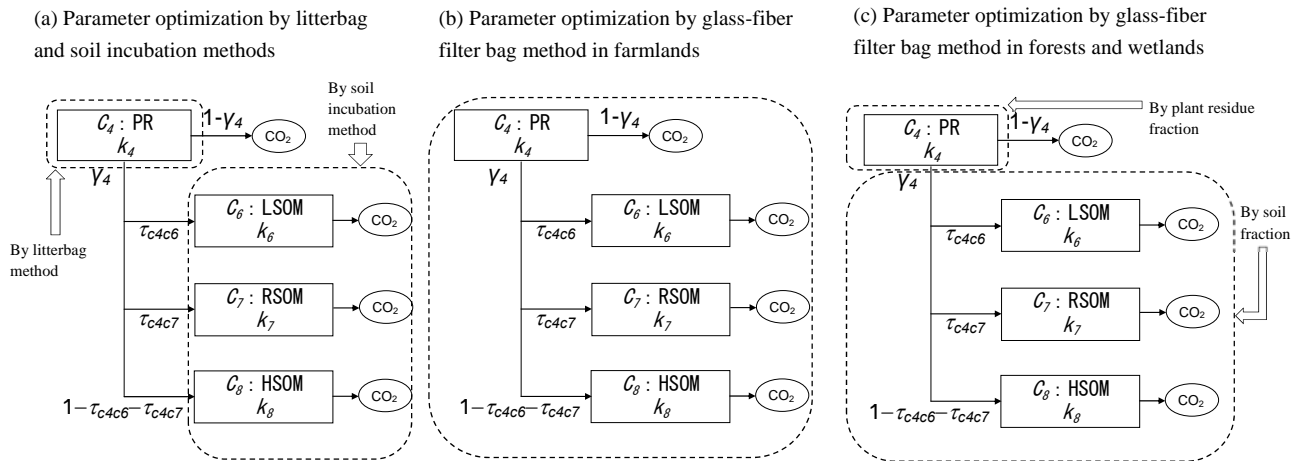 (a) Parameter optimization by litterbag
and soil incubation methods
By soil
incubation
method
C₄ : PR
k₄
1-γ₄
CO₂
γ₄
By litterbag
method
C₆ : LSOM
k₆
CO₂
τc4c6
C₇ : RSOM
k₇
CO₂
τc4c7
C₈ : HSOM
k₈
CO₂
1-τc4c6-τc4c7
(b) Parameter optimization by glass-fiber
filter bag method in farmlands
C₄ : PR
k₄
1-γ₄
CO₂
γ₄
C₆ : LSOM
k₆
CO₂
τc4c6
C₇ : RSOM
k₇
CO₂
τc4c7
C₈ : HSOM
k₈
CO₂
1-τc4c6-τc4c7
(c) Parameter optimization by glass-fiber
filter bag method in forests and wetlands
By plant residue
fraction
C₄ : PR
k₄
1-γ₄
CO₂
γ₄
By soil
fraction
C₆ : LSOM
k₆
CO₂
τc4c6
C₇ : RSOM
k₇
CO₂
τc4c7
C₈ : HSOM
k₈
CO₂
1-τc4c6-τc4c7